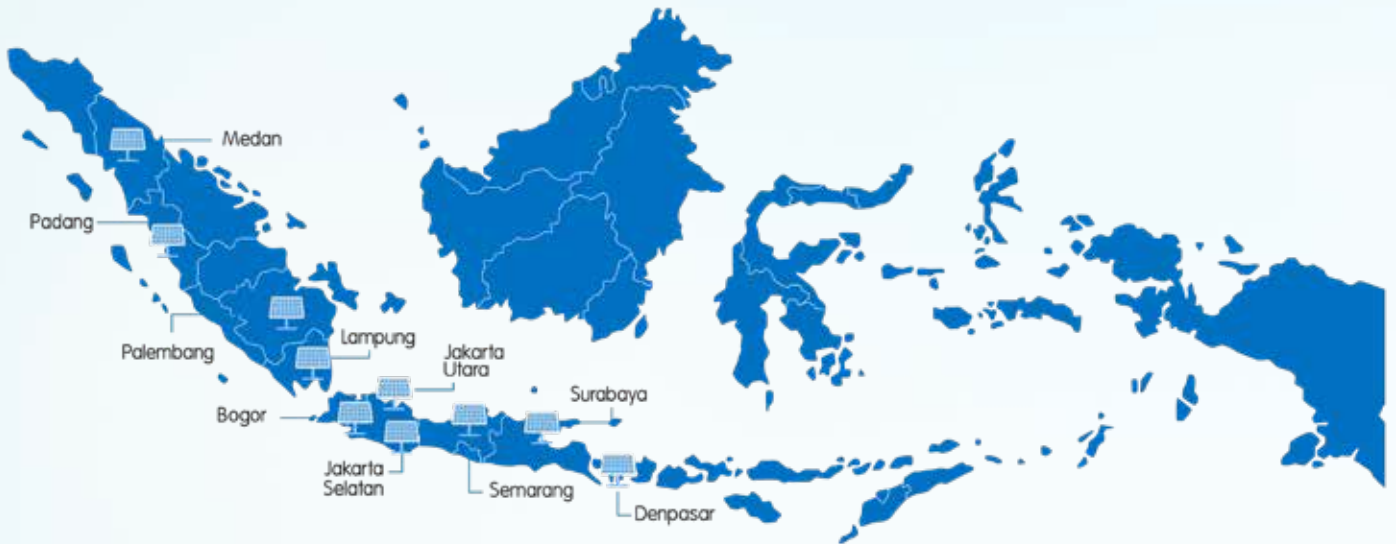 Medan
Padang
Palembang
Lampung
Jakarta
Utara
Surabaya
Bogor
Jakarta
Selatan
Semarang
Denpasar